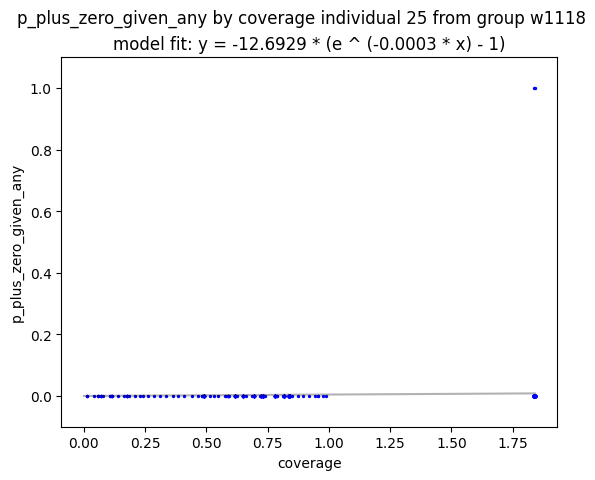 p_plus_zero_given_any by coverage individual 25 from group w1118
model fit: y = -12.6929 * (e ^ (-0.0003 * x) - 1)
p_plus_zero_given_any
1.0
0.8
0.6
0.4
0.2
0.0
0.00 0.25 0.50 0.75 1.00 1.25 1.50 1.75
coverage